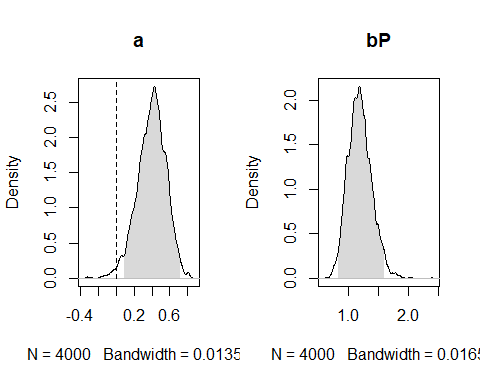 a
Density
0.0 0.5 1.0 1.5 2.0 2.5
-0.4 0.2 0.6
N = 4000 Bandwidth = 0.0135
bP
Density
0.0 0.5 1.0 1.5 2.0
1.0 2.0
N = 4000 Bandwidth = 0.0165